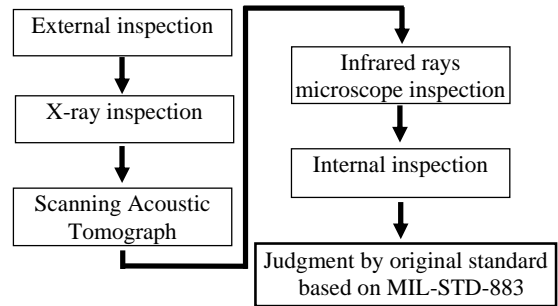 External inspection
X-ray inspection
Scanning Acoustic
Tomograph
Infrared rays
microscope inspection
Internal inspection
Judgment by original standard
based on MIL-STD-883